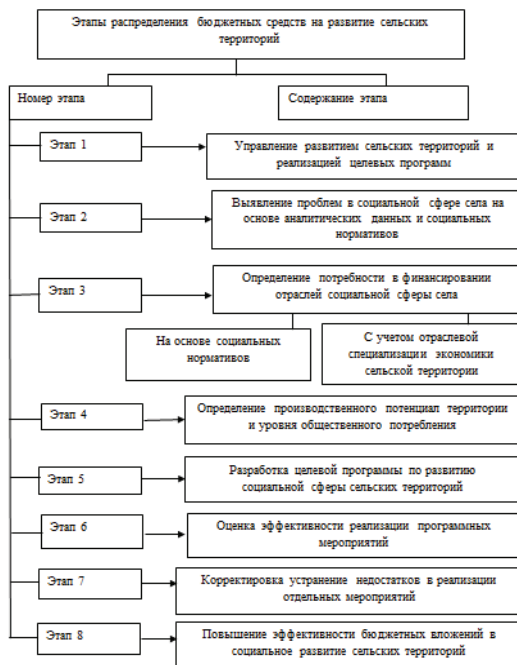 Этапы распределения бюджетных средств на развитие сельских
территорий
Номер этапа
Содержание этапа
Этап 1
Управление развитием сельских территорий и
реализацией целевых программ
Этап 2
Выявление проблем в социальной сфере села на
основе аналитических данных и социальных
нормативов
Этап 3
Определение потребности в финансировании
отраслей социальной сферы села
На основе социальных
нормативов
С учетом отраслевой
специализации экономики
сельской территории
Этап 4
Определение производственного потенциал территории
и уровня общественного потребления
Этап 5
Разработка целевой программы по развитию
социальной сферы сельских территорий
Этап 6
Оценка эффективности реализации программных
мероприятий
Этап 7
Корректировка устранение недостатков в реализации
отдельных мероприятий
Этап 8
Повышение эффективности бюджетных вложений в
социальное развитие сельских территорий